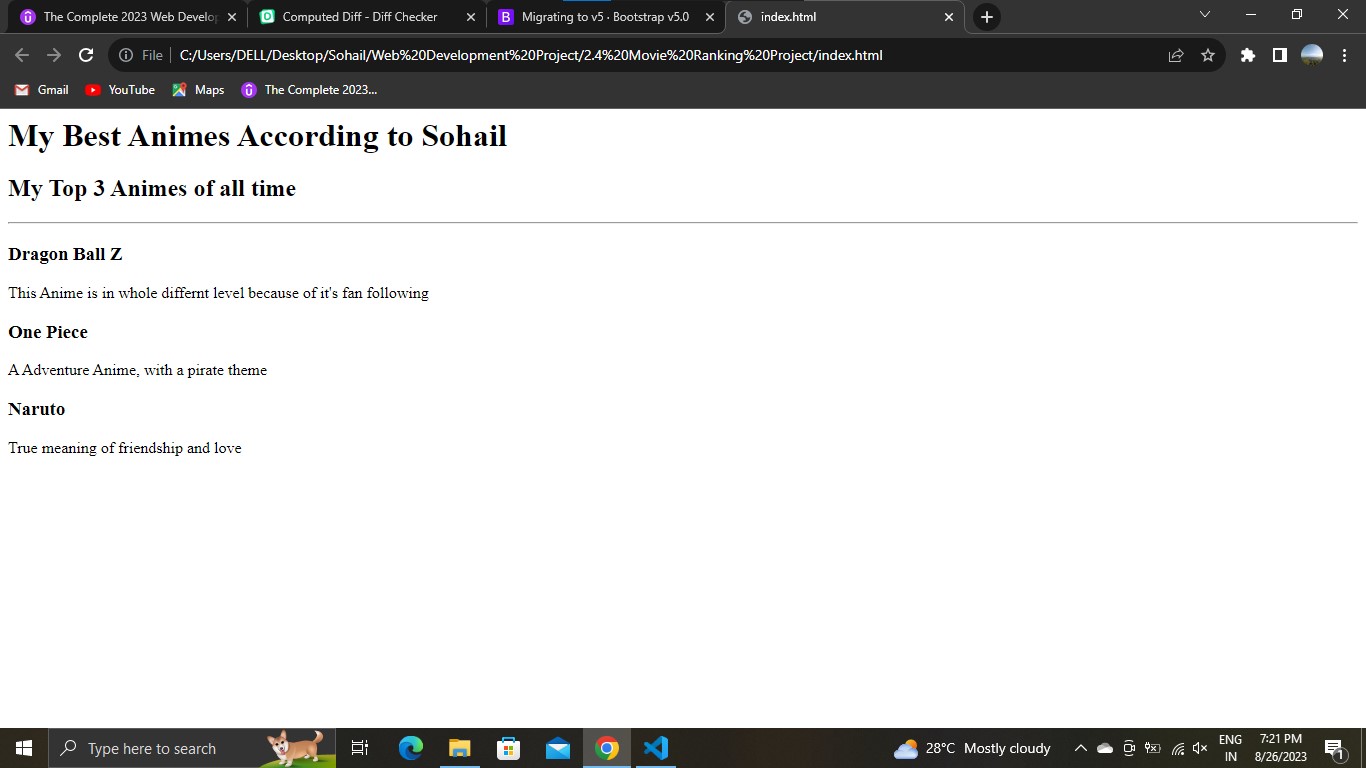 The Complete 2023 Web Develop
Computed Diff - Diff Checker
Migrating to v5 · Bootstrap v5.0
index.html
File
C:/Users/DELL/Desktop/Sohail/Web%20Development%20Project/2.4%20Movie%20Ranking%20Project/index.html
Gmail
YouTube
Maps
The Complete 2023...
My Best Animes According to Sohail
My Top 3 Animes of all time
Dragon Ball Z
This Anime is in whole differnt level because of it's fan following
One Piece
A Adventure Anime, with a pirate theme
Naruto
True meaning of friendship and love
Type here to search
28°C Mostly cloudy
ENG
IN
7:21 PM
8/26/2023
1